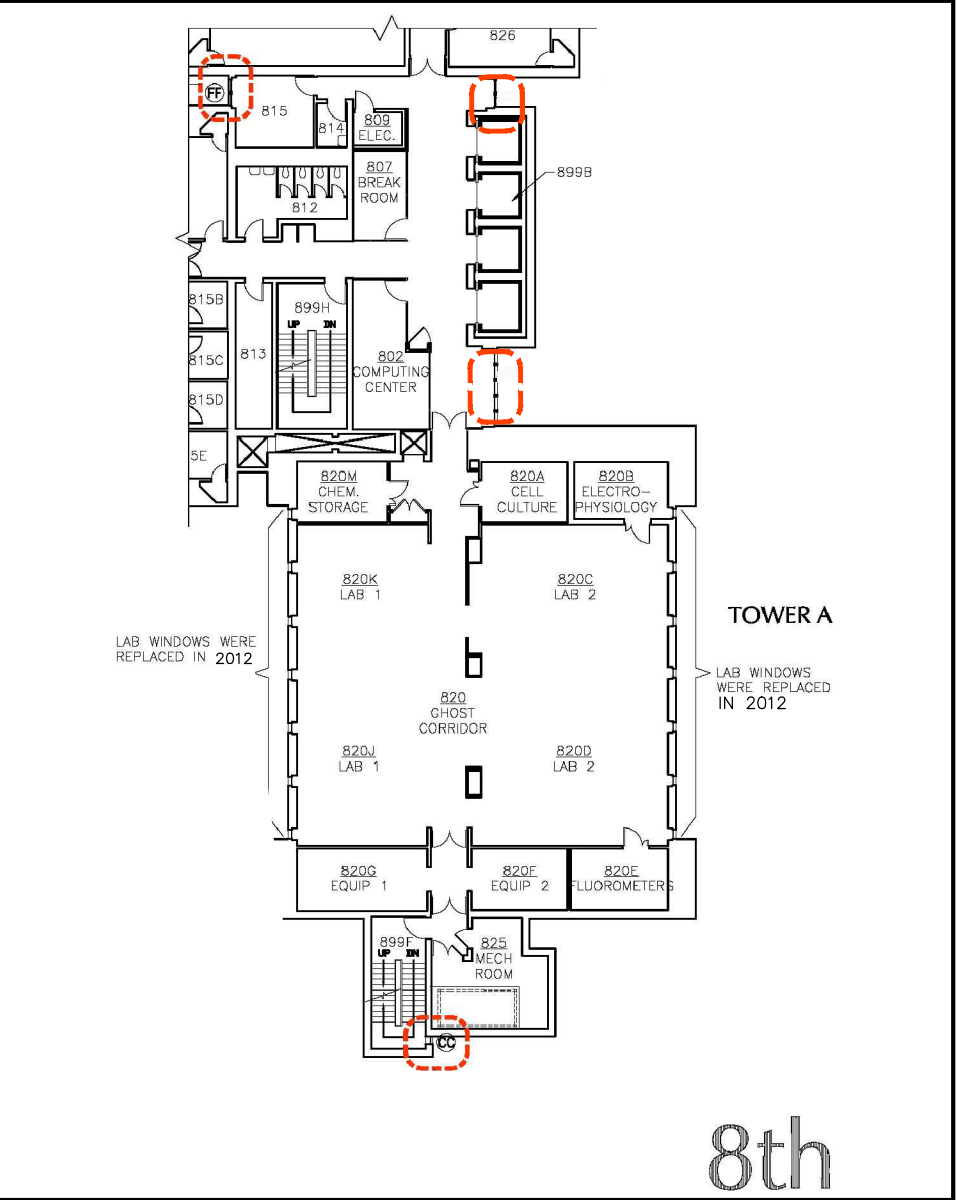 826
FF
815
814
809
ELEC.
899B
807
BREAK
ROOM
812
815B
899H
UP DN
815C
813
802
COMPUTING
CENTER
815D
5E
820M
CHEM.
STORAGE
820A
CELL
CULTURE
820B
ELECTRO-
PHYSIOLOGY
820K
LAB 1
820C
LAB 2
TOWER A
LAB WINDOWS WERE
REPLACED IN 2012
LAB WINDOWS
WERE REPLACED
IN 2012
820
GHOST
CORRIDOR
820J
LAB 1
820D
LAB 2
820G
EQUIP 1
820F
EQUIP 2
820E
FLUOROMETERS
899F
UP DN
825
MECH
ROOM
CC
8th